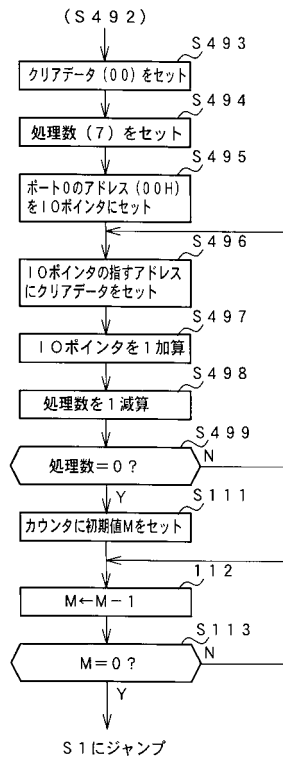 (S492)
S493
クリアデータ(00)をセット
S494
処理数(7)をセット
S495
ポート0のアドレス(00H)
をIOポインタにセット
S496
IOポインタの指すアドレス
にクリアデータをセット
S497
IOポインタを1加算
S498
処理数を1減算
S499
処理数=0?
N
Y
S111
カウンタに初期値Mをセット
112
M←M-1
S113
M=0?
N
Y
S1にジャンプ